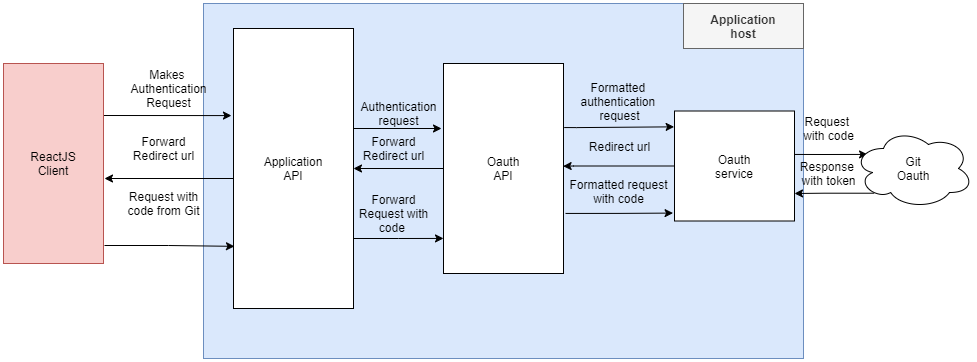 Application
host
Makes
Authentication
Request
Forward
Redirect url
Request with
code from Git
ReactJS
Client
Application
API
Authentication
request
Forward
Redirect url
Forward
Request with
code
Oauth
API
Formatted
authentication
request
Redirect url
Formatted request
with code
Oauth
service
Request
with code
Response
with token
Git
Oauth